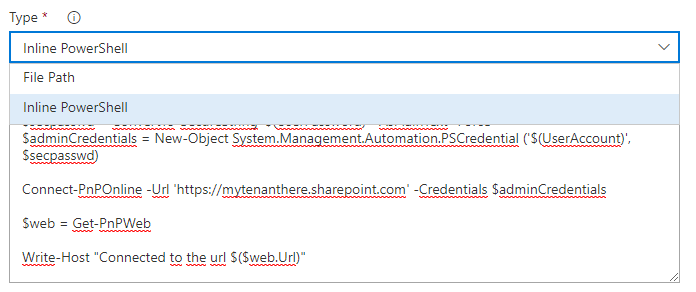 Type *
Inline PowerShell
File Path
Inline PowerShell
$adminCredentials = New-Object System.Management.Automation.PSCredential ('$(UserAccount)',
$secpasswd)
Connect-PnPOnline -Url 'https://mytenanthere.sharepoint.com' -Credentials $adminCredentials
$web = Get-PnPWeb
Write-Host "Connected to the url $($web.Url)"